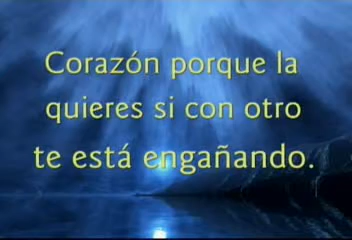 Corazón porque la
quieres si con otro
te está engañando.